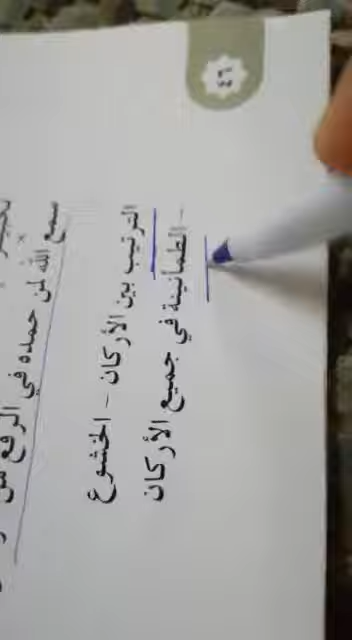 سمع الله لمن حمده في الرفع من
الترتيب بين الأركان - الخشوع
- الطمأنينة في جميع الأركان